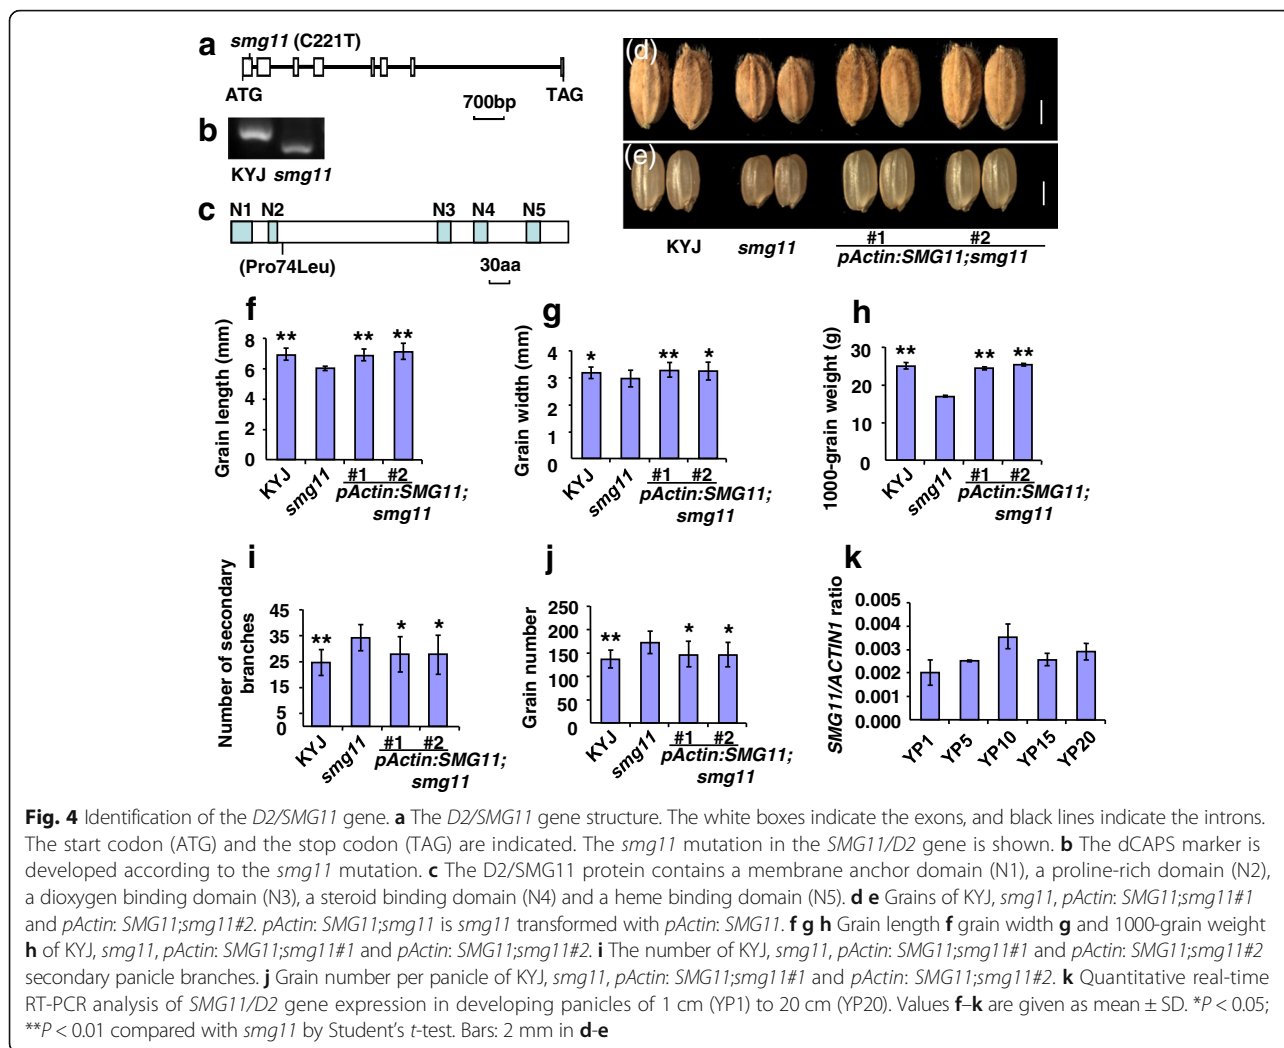 a
smg11 (C221T)
ATG
TAG
700bp
b
KYJ smg11
c
N1 N2 N3 N4 N5
(Pro74Leu)
30aa
(d)
(e)
KYJ smg11 #1 #2
pActin:SMG11;smg11
f
Grain length (mm)
8
6
4
2
0
** ** **
KYJ smg11 #1 #2
pActin:SMG11;
smg11
g
Grain width (mm)
4
3
2
1
0
* ** *
KYJ smg11 #1 #2
pActin:SMG11;
smg11
h
1000-grain weight (g)
30
20
10
0
** ** **
KYJ smg11 #1 #2
pActin:SMG11;
smg11
i
Number of secondary
branches
45
35
25
15
5
** * *
KYJ smg11 #1 #2
pActin:SMG11;
smg11
j
Grain number
250
200
150
100
50
0
** * *
KYJ smg11 #1 #2
pActin:SMG11;
smg11
k
SMG11/ACTIN1 ratio
0.005
0.004
0.003
0.002
0.001
0.000
YP1 YP5 YP10 YP15 YP20
Fig. 4 Identification of the D2/SMG11 gene. a The D2/SMG11 gene structure. The white boxes indicate the exons, and black lines indicate the introns.
The start codon (ATG) and the stop codon (TAG) are indicated. The smg11 mutation in the SMG11/D2 gene is shown. b The dCAPS marker is
developed according to the smg11 mutation. c The D2/SMG11 protein contains a membrane anchor domain (N1), a proline-rich domain (N2),
a dioxygen binding domain (N3), a steroid binding domain (N4) and a heme binding domain (N5). d e Grains of KYJ, smg11, pActin: SMG11;smg11#1
and pActin: SMG11;smg11#2. pActin: SMG11;smg11 is smg11 transformed with pActin: SMG11. f g h Grain length f grain width g and 1000-grain weight
h of KYJ, smg11, pActin: SMG11;smg11#1 and pActin: SMG11;smg11#2. i The number of KYJ, smg11, pActin: SMG11;smg11#1 and pActin: SMG11;smg11#2
secondary panicle branches. j Grain number per panicle of KYJ, smg11, pActin: SMG11;smg11#1 and pActin: SMG11;smg11#2. k Quantitative real-time
RT-PCR analysis of SMG11/D2 gene expression in developing panicles of 1 cm (YP1) to 20 cm (YP20). Values f–k are given as mean ± SD. *P < 0.05;
**P < 0.01 compared with smg11 by Student's t-test. Bars: 2 mm in d-e